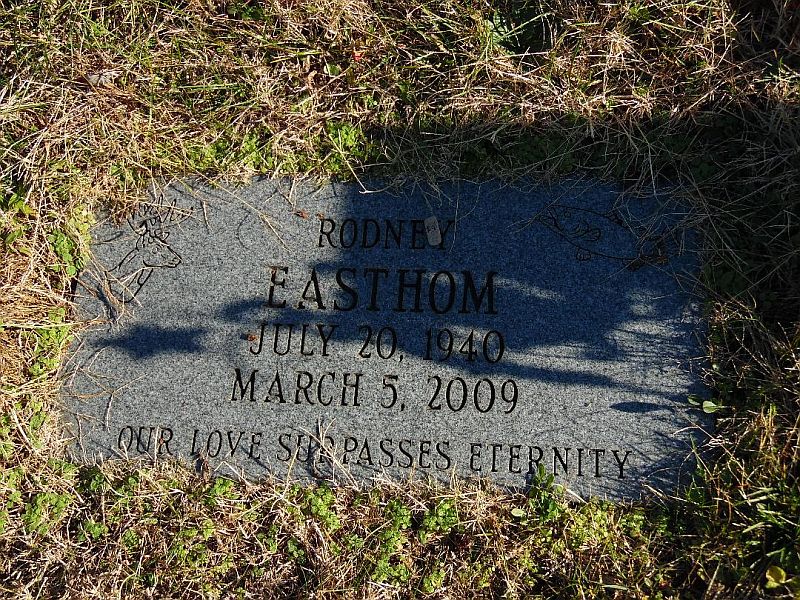 RODNEY
EASTHOM
JULY 20, 1940
MARCH 5, 2009
OUR LOVE SURPASSES ETERNITY